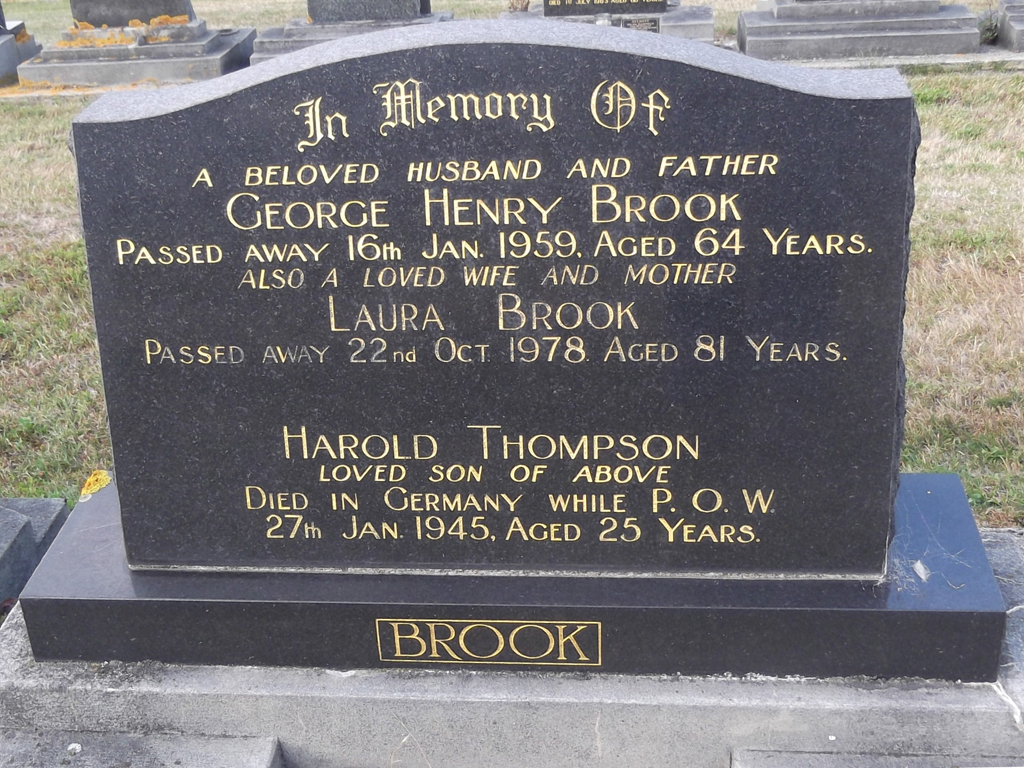 In Memory Of
A BELOVED HUSBAND AND FATHER
GEORGE HENRY BROOK
PASSED AWAY 16th JAN. 1959, AGED 64 YEARS.
ALSO A LOVED WIFE AND MOTHER
LAURA BROOK
PASSED AWAY 22nd OCT 1978. AGED 81 YEARS.
HAROLD THOMPSON
LOVED SON OF ABOVE
DIED IN GERMANY WHILE P. O. W.
27th JAN. 1945, AGED 25 YEARS.
BROOK